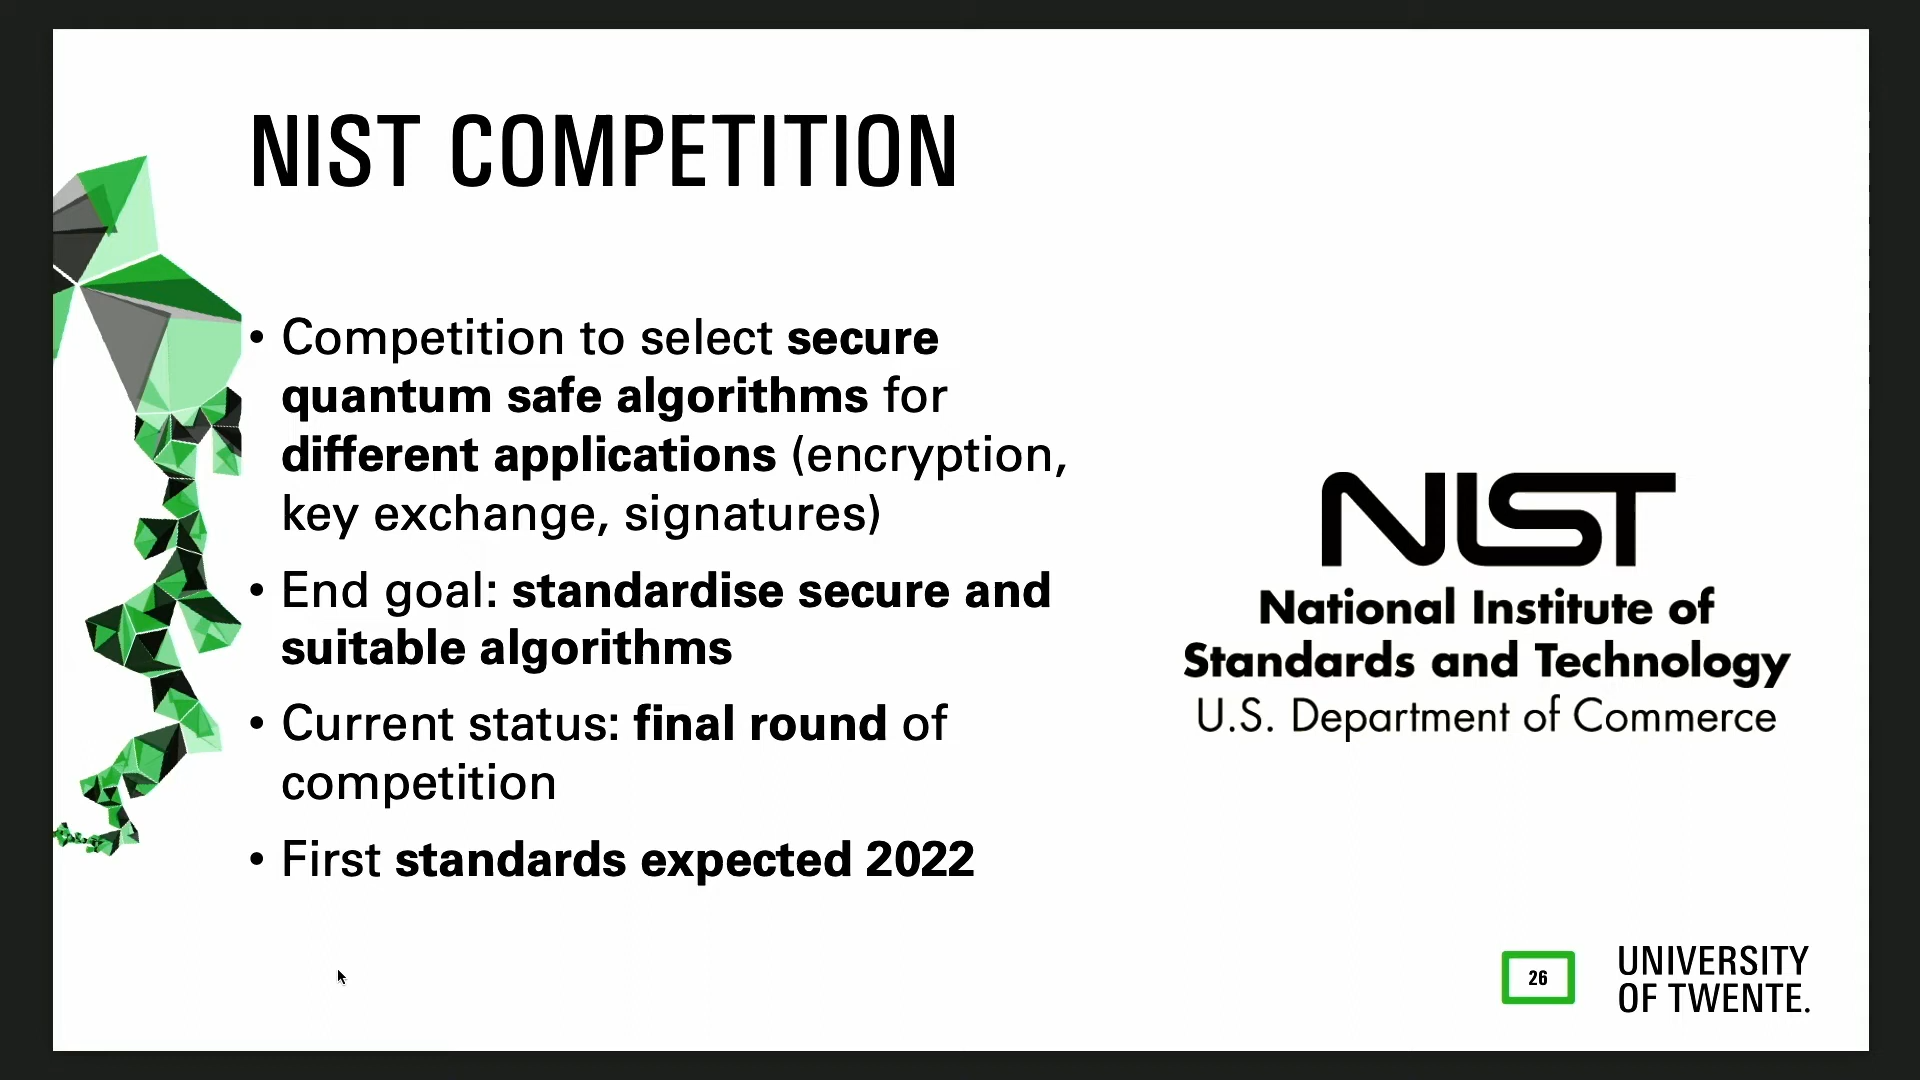 NIST COMPETITION
• Competition to select secure
quantum safe algorithms for
different applications (encryption,
key exchange, signatures)
• End goal: standardise secure and
suitable algorithms
• Current status: final round of
competition
• First standards expected 2022
NIST
National Institute of
Standards and Technology
U.S. Department of Commerce
26
UNIVERSITY
OF TWENTE.